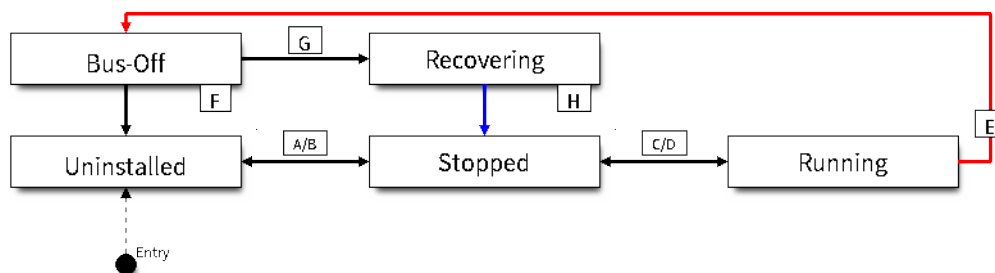 G
Bus-Off
Recovering
F
H
E
A/B
C/D
Uninstalled
Stopped
Running
Entry